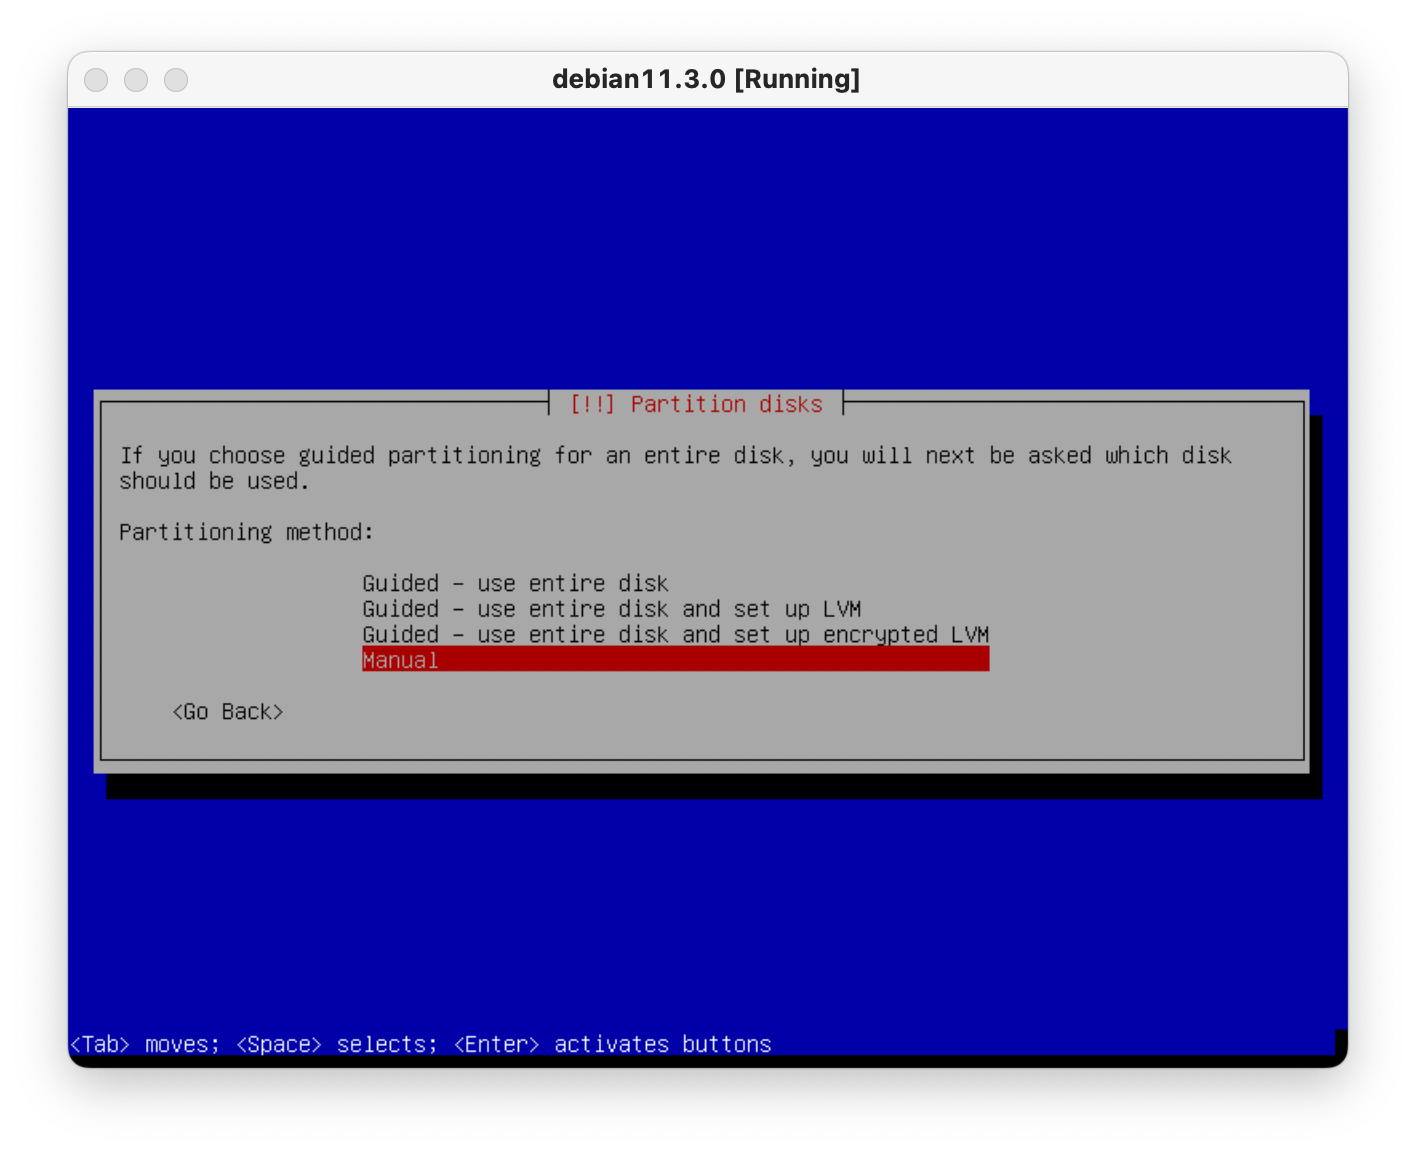 debian11.3.0 [Running]
[!!] Partition disks
If you choose guided partitioning for an entire disk, you will next be asked which disk
should be used.
Partitioning method:
Guided - use entire disk
Guided - use entire disk and set up LVM
Guided - use entire disk and set up encrypted LVM
Manual
<Go Back>
<Tab> moves; <Space> selects; <Enter> activates buttons